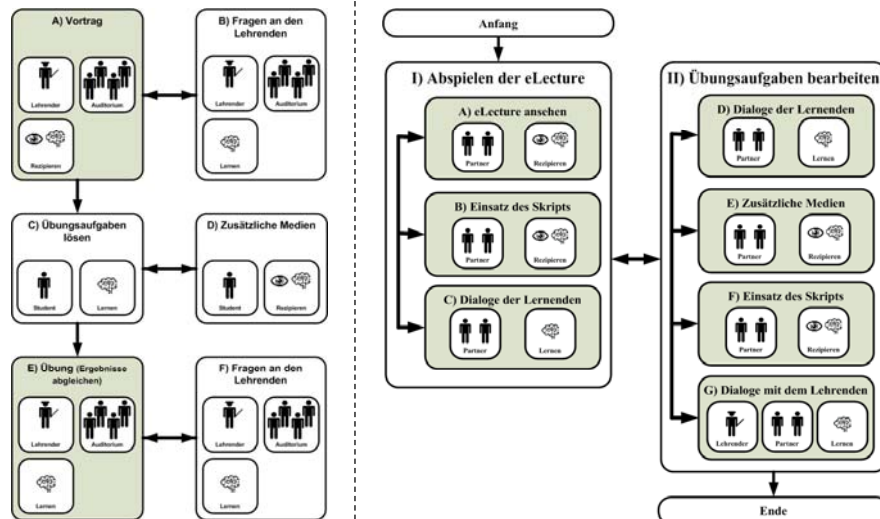 A) Vortrag
Lehrender
Auditorium
Rezipieren
B) Fragen an den
Lehrenden
Lehrender
Auditorium
Lernen
C) Übungsaufgaben
lösen
Student
Lernen
D) Zusätzliche Medien
Student
Rezipieren
E) Übung (Ergebnisse
abgleichen)
Lehrender
Auditorium
Lernen
F) Fragen an den
Lehrenden
Lehrender
Auditorium
Lernen
Anfang
I) Abspielen der eLecture
A) eLecture ansehen
Partner
Rezipieren
B) Einsatz des Skripts
Partner
Rezipieren
C) Dialoge der Lernenden
Partner
Lernen
II) Übungsaufgaben bearbeiten
D) Dialoge der Lernenden
Partner
Lernen
E) Zusätzliche Medien
Partner
Rezipieren
F) Einsatz des Skripts
Partner
Rezipieren
G) Dialoge mit dem Lehrenden
Lehrender
Partner
Lernen
Ende